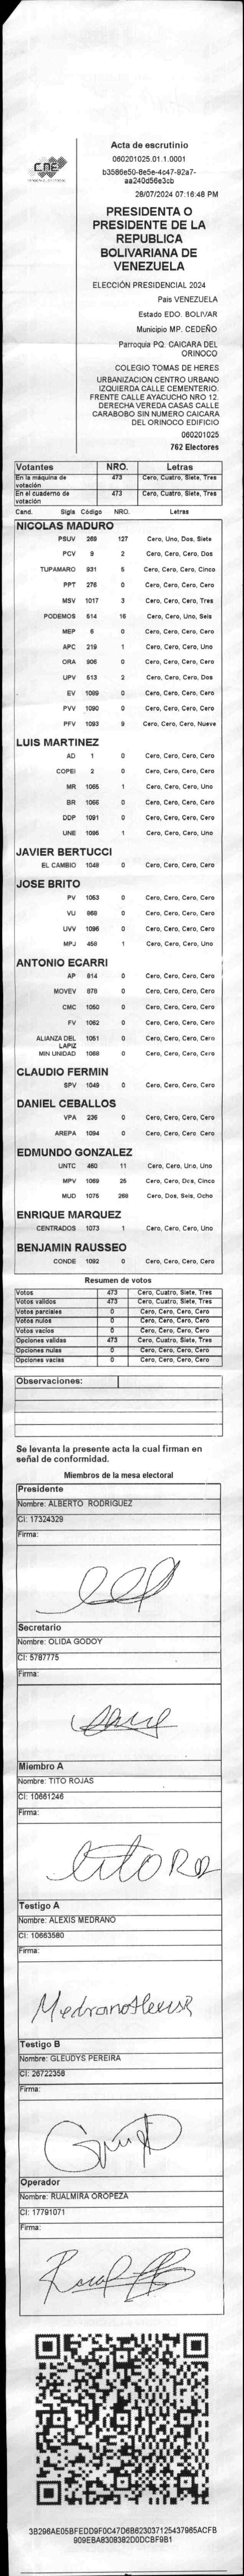 CNE
Acta de escrutinio
060201025.01.1.0001
b3586e50-8e5e-4c47-92a7-
aa240d56e3cb
28/07/2024 07:16:48 PM
PRESIDENTA O
PRESIDENTE DE LA
REPUBLICA
BOLIVARIANA DE
VENEZUELA
ELECCIÓN PRESIDENCIAL 2024
Pais VENEZUELA
Estado EDO. BOLIVAR
Municipio MP. CEDEÑO
Parroquia PQ. CAICARA DEL
ORINOCO
COLEGIO TOMAS DE HERES
URBANIZACION CENTRO URBANO
IZQUIERDA CALLE CEMENTERIO.
FRENTE CALLE AYACUCHO NRO 12.
DERECHA VEREDA CASAS CALLE
CARABOBO SIN NUMERO CAICARA
DEL ORINOCO EDIFICIO
060201025
762 Electores
Votantes NRO. Letras
En la máquina de votación 473 Cero, Cuatro, Siete, Tres
En el cuaderno de votación 473 Cero, Cuatro, Siete, Tres
Cand. Sigla Código NRO. Letras
NICOLAS MADURO
PSUV 269 127 Cero, Uno, Dos, Siete
PCV 9 2 Cero, Cero, Cero, Dos
TUPAMARO 931 5 Cero, Cero, Cero, Cinco
PPT 276 0 Cero, Cero, Cero, Cero
MSV 1017 3 Cero, Cero, Cero, Tres
PODEMOS 514 16 Cero, Cero, Uno, Seis
MEP 6 0 Cero, Cero, Cero, Cero
APC 219 1 Cero, Cero, Cero, Uno
ORA 906 0 Cero, Cero, Cero, Cero
UPV 513 2 Cero, Cero, Cero, Dos
EV 1089 0 Cero, Cero, Cero, Cero
PVV 1090 0 Cero, Cero, Cero, Cero
PFV 1093 9 Cero, Cero, Cero, Nueve
LUIS MARTINEZ
AD 1 0 Cero, Cero, Cero, Cero
COPEI 2 0 Cero, Cero, Cero, Cero
MR 1065 1 Cero, Cero, Cero, Uno
BR 1066 0 Cero, Cero, Cero, Cero
DDP 1091 0 Cero, Cero, Cero, Cero
UNE 1095 1 Cero, Cero, Cero, Uno
JAVIER BERTUCCI
EL CAMBIO 1048 0 Cero, Cero, Cero, Cero
JOSE BRITO
PV 1053 0 Cero, Cero, Cero, Cero
VU 868 0 Cero, Cero, Cero, Cero
UVV 1096 0 Cero, Cero, Cero, Cero
MPJ 458 1 Cero, Cero, Cero, Uno
ANTONIO ECARRI
AP 814 0 Cero, Cero, Cero, Cero
MOVEV 878 0 Cero, Cero, Cero, Cero
CMC 1050 0 Cero, Cero, Cero, Cero
FV 1062 0 Cero, Cero, Cero, Cero
ALIANZA DEL LAPIZ 1051 0 Cero, Cero, Cero, Cero
MIN UNIDAD 1088 0 Cero, Cero, Cero, Cero
CLAUDIO FERMIN
SPV 1049 0 Cero, Cero, Cero, Cero
DANIEL CEBALLOS
VPA 236 0 Cero, Cero, Cero, Cero
AREPA 1094 0 Cero, Cero, Cero, Cero
EDMUNDO GONZALEZ
UNTC 460 11 Cero, Cero, Uno, Uno
MPV 1069 25 Cero, Cero, Dos, Cinco
MUD 1075 268 Cero, Dos, Seis, Ocho
ENRIQUE MARQUEZ
CENTRADOS 1073 1 Cero, Cero, Cero, Uno
BENJAMIN RAUSSEO
CONDE 1092 0 Cero, Cero, Cero, Cero
Resumen de votos
Votos 473 Cero, Cuatro, Siete, Tres
Votos validos 473 Cero, Cuatro, Siete, Tres
Votos parciales 0 Cero, Cero, Cero, Cero
Votos nulos 0 Cero, Cero, Cero, Cero
Votos vacios 0 Cero, Cero, Cero, Cero
Opciones validas 473 Cero, Cuatro, Siete, Tres
Opciones nulas 0 Cero, Cero, Cero, Cero
Opciones vacias 0 Cero, Cero, Cero, Cero
Observaciones:
Se levanta la presente acta la cual firman en
señal de conformidad.
Miembros de la mesa electoral
Presidente
Nombre: ALBERTO RODRIGUEZ
CI: 17324329
Firma:
Secretario
Nombre: OLIDA GODOY
CI: 5787775
Firma:
Miembro A
Nombre: TITO ROJAS
CI: 10661246
Firma:
Testigo A
Nombre: ALEXIS MEDRANO
CI: 10663580
Firma:
Testigo B
Nombre: GLEUDYS PEREIRA
CI: 26722358
Firma:
Operador
Nombre: RUALMIRA OROPEZA
CI: 17791071
Firma:
3B296AE05BFEDD9F0C47D6B623037125437965ACFB
909EBA8308382D0DCBF9B1